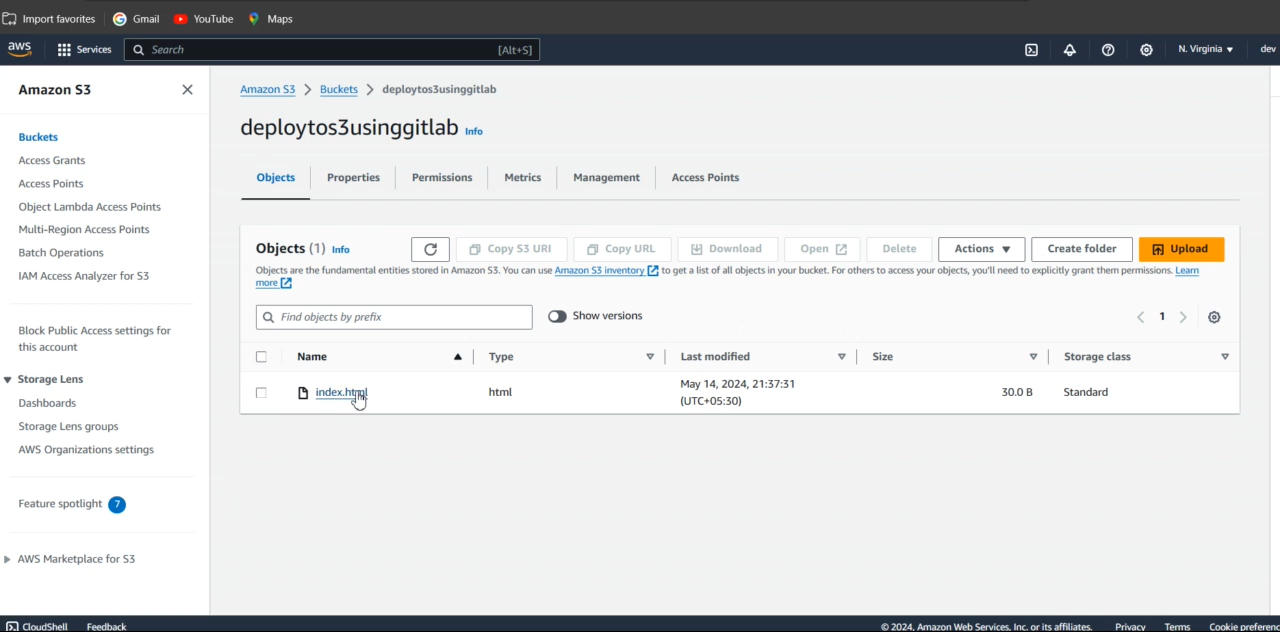 Import favorites Gmail YouTube Maps
aws Services Search [Alt+S] N. Virginia ▼ dev
Amazon S3
Buckets
Access Grants
Access Points
Object Lambda Access Points
Multi-Region Access Points
Batch Operations
IAM Access Analyzer for S3
Block Public Access settings for
this account
Storage Lens
Dashboards
Storage Lens groups
AWS Organizations settings
Feature spotlight 7
AWS Marketplace for S3
Amazon S3 > Buckets > deploytos3usinggitlab
deploytos3usinggitlab Info
Objects Properties Permissions Metrics Management Access Points
Objects (1) Info Copy S3 URI Copy URL Download Open Delete Actions ▼ Create folder Upload
Objects are the fundamental entities stored in Amazon S3. You can use Amazon S3 inventory to get a list of all objects in your bucket. For others to access your objects, you'll need to explicitly grant them permissions. Learn
more
Find objects by prefix Show versions 1
Name Type Last modified Size Storage class
index.html html May 14, 2024, 21:37:31 30.0 B Standard
(UTC+05:30)
CloudShell Feedback © 2024, Amazon Web Services, Inc. or its affiliates. Privacy Terms Cookie preferenc